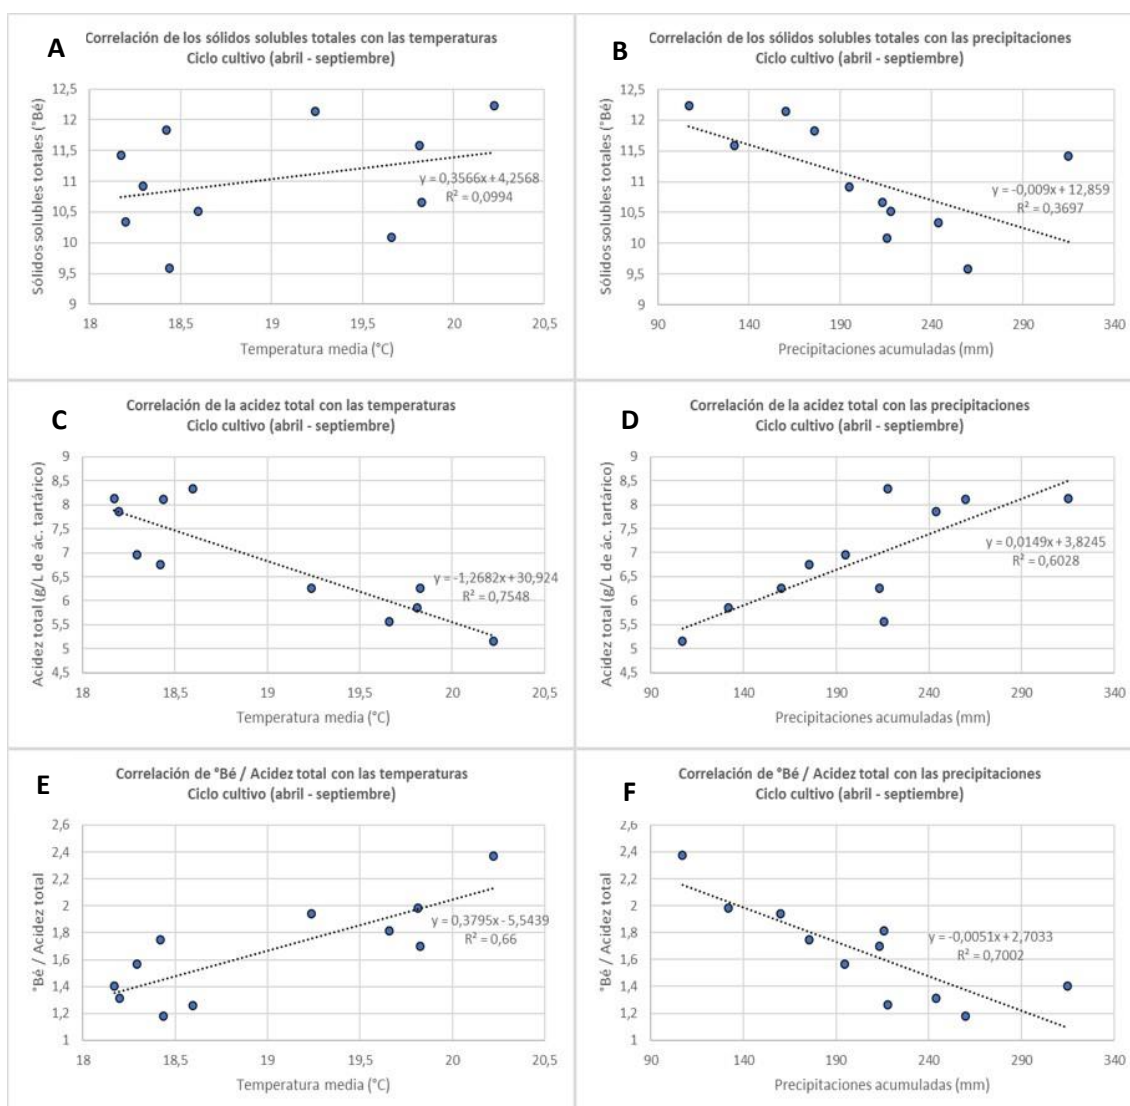 A
Correlación de los sólidos solubles totales con las temperaturas
Ciclo cultivo (abril - septiembre)
Sólidos solubles totales (°Bé)
12,5
12
11,5
11
10,5
10
9,5
9
y = 0,3566x + 4,2568
R² = 0,0994
18
18,5
19
19,5
20
20,5
Temperatura media (°C)
B
Correlación de los sólidos solubles totales con las precipitaciones
Ciclo cultivo (abril - septiembre)
Sólidos solubles totales (°Bé)
12,5
12
11,5
11
10,5
10
9,5
9
y = -0,009x + 12,859
R² = 0,3697
90
140
190
240
290
340
Precipitaciones acumuladas (mm)
C
Correlación de la acidez total con las temperaturas
Ciclo cultivo (abril - septiembre)
Acidez total (g/L de ác. tartárico)
9
8,5
8
7,5
7
6,5
6
5,5
5
4,5
y = -1,2682x + 30,924
R² = 0,7548
18
18,5
19
19,5
20
20,5
Temperatura media (°C)
D
Correlación de la acidez total con las precipitaciones
Ciclo cultivo (abril - septiembre)
Acidez total (g/L de ác. tartárico)
9
8,5
8
7,5
7
6,5
6
5,5
5
4,5
y = 0,0149x + 3,8245
R² = 0,6028
90
140
190
240
290
340
Precipitaciones acumuladas (mm)
E
Correlación de °Bé / Acidez total con las temperaturas
Ciclo cultivo (abril - septiembre)
°Bé / Acidez total
2,6
2,4
2,2
2
1,8
1,6
1,4
1,2
1
y = 0,3795x - 5,5439
R² = 0,66
18
18,5
19
19,5
20
20,5
Temperatura media (°C)
F
Correlación de °Bé / Acidez total con las precipitaciones
Ciclo cultivo (abril - septiembre)
°Bé / Acidez total
2,6
2,4
2,2
2
1,8
1,6
1,4
1,2
1
y = -0,0051x + 2,7033
R² = 0,7002
90
140
190
240
290
340
Precipitaciones acumuladas (mm)